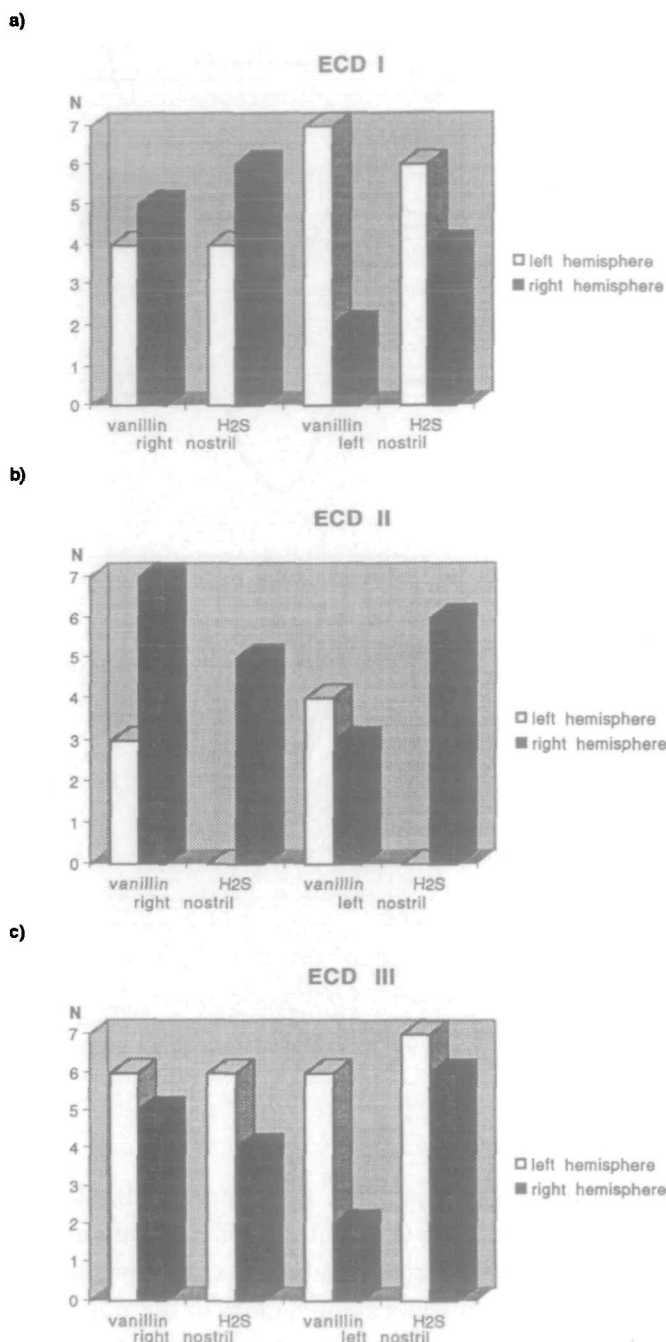 a)
ECD I
N
7
6
5
4
3
2
1
0
vanillin H2S vanillin H2S
right nostril left nostril
left hemisphere
right hemisphere
b)
ECD II
N
7
6
5
4
3
2
1
0
vanillin H2S vanillin H2S
right nostril left nostril
left hemisphere
right hemisphere
c)
ECD III
N
7
6
5
4
3
2
1
0
vanillin H2S vanillin H2S
right nostril left nostril
left hemisphere
right hemisphere